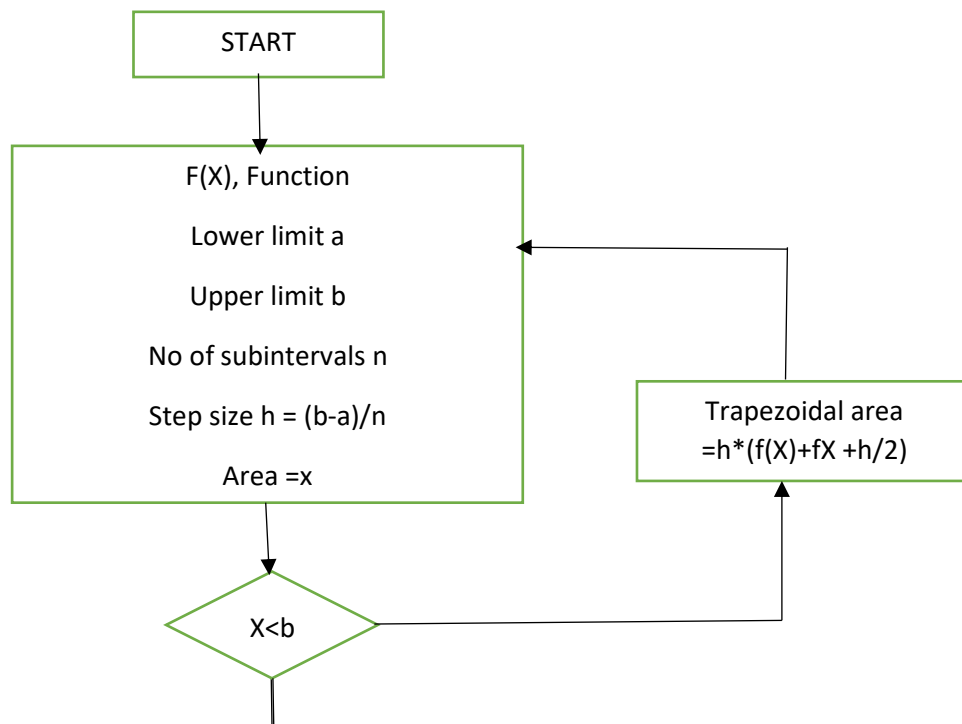 START
F(X), Function
Lower limit a
Upper limit b
No of subintervals n
Step size h = (b-a)/n
Area =x
Trapezoidal area
=h*(f(X)+fX +h/2)
X<b